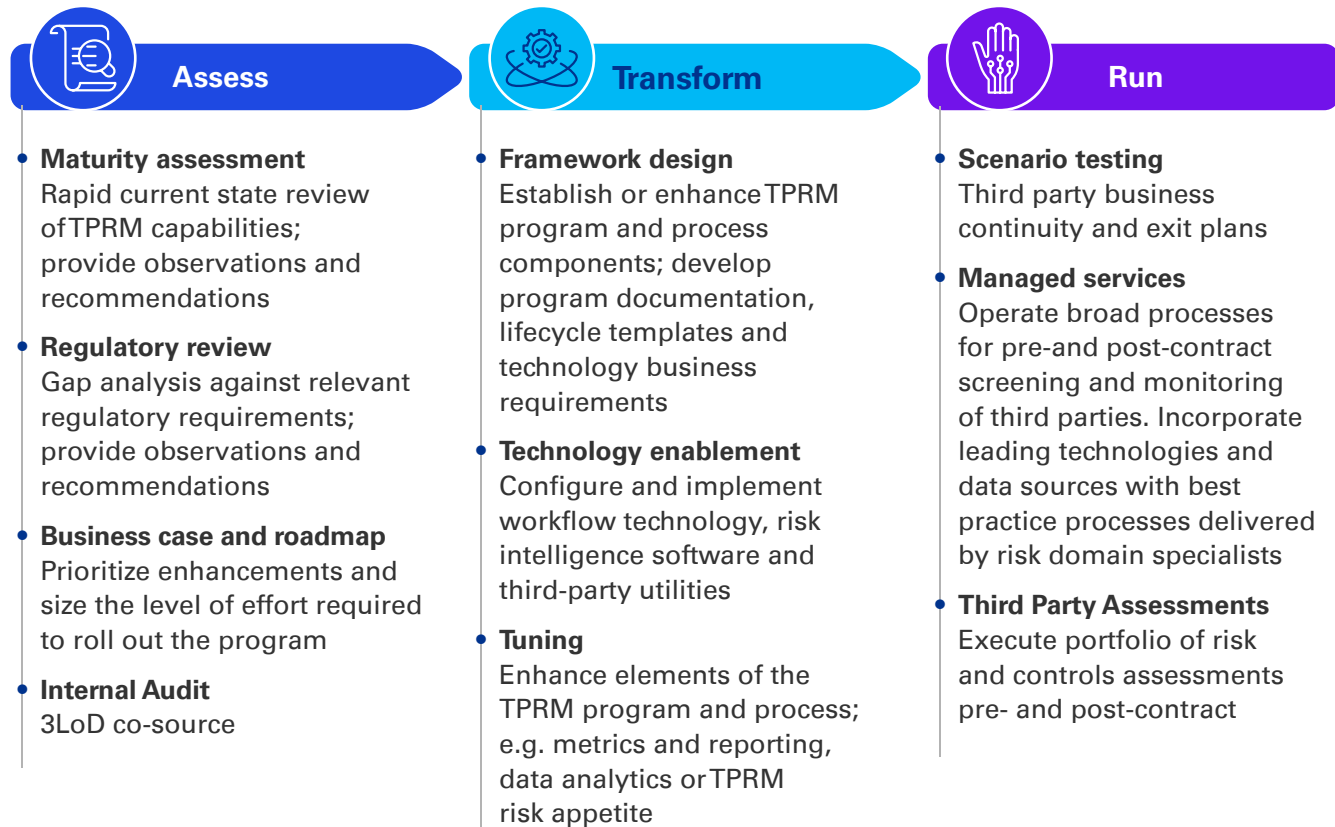 Assess
Maturity assessment
Rapid current state review
of TPRM capabilities;
provide observations and
recommendations
Regulatory review
Gap analysis against relevant
regulatory requirements;
provide observations and
recommendations
Business case and roadmap
Prioritize enhancements and
size the level of effort required
to roll out the program
Internal Audit
3LoD co-source
Transform
Framework design
Establish or enhance TPRM
program and process
components; develop
program documentation,
lifecycle templates and
technology business
requirements
Technology enablement
Configure and implement
workflow technology, risk
intelligence software and
third-party utilities
Tuning
Enhance elements of the
TPRM program and process;
e.g. metrics and reporting,
data analytics or TPRM
risk appetite
Run
Scenario testing
Third party business
continuity and exit plans
Managed services
Operate broad processes
for pre-and post-contract
screening and monitoring
of third parties. Incorporate
leading technologies and
data sources with best
practice processes delivered
by risk domain specialists
Third Party Assessments
Execute portfolio of risk
and controls assessments
pre- and post-contract